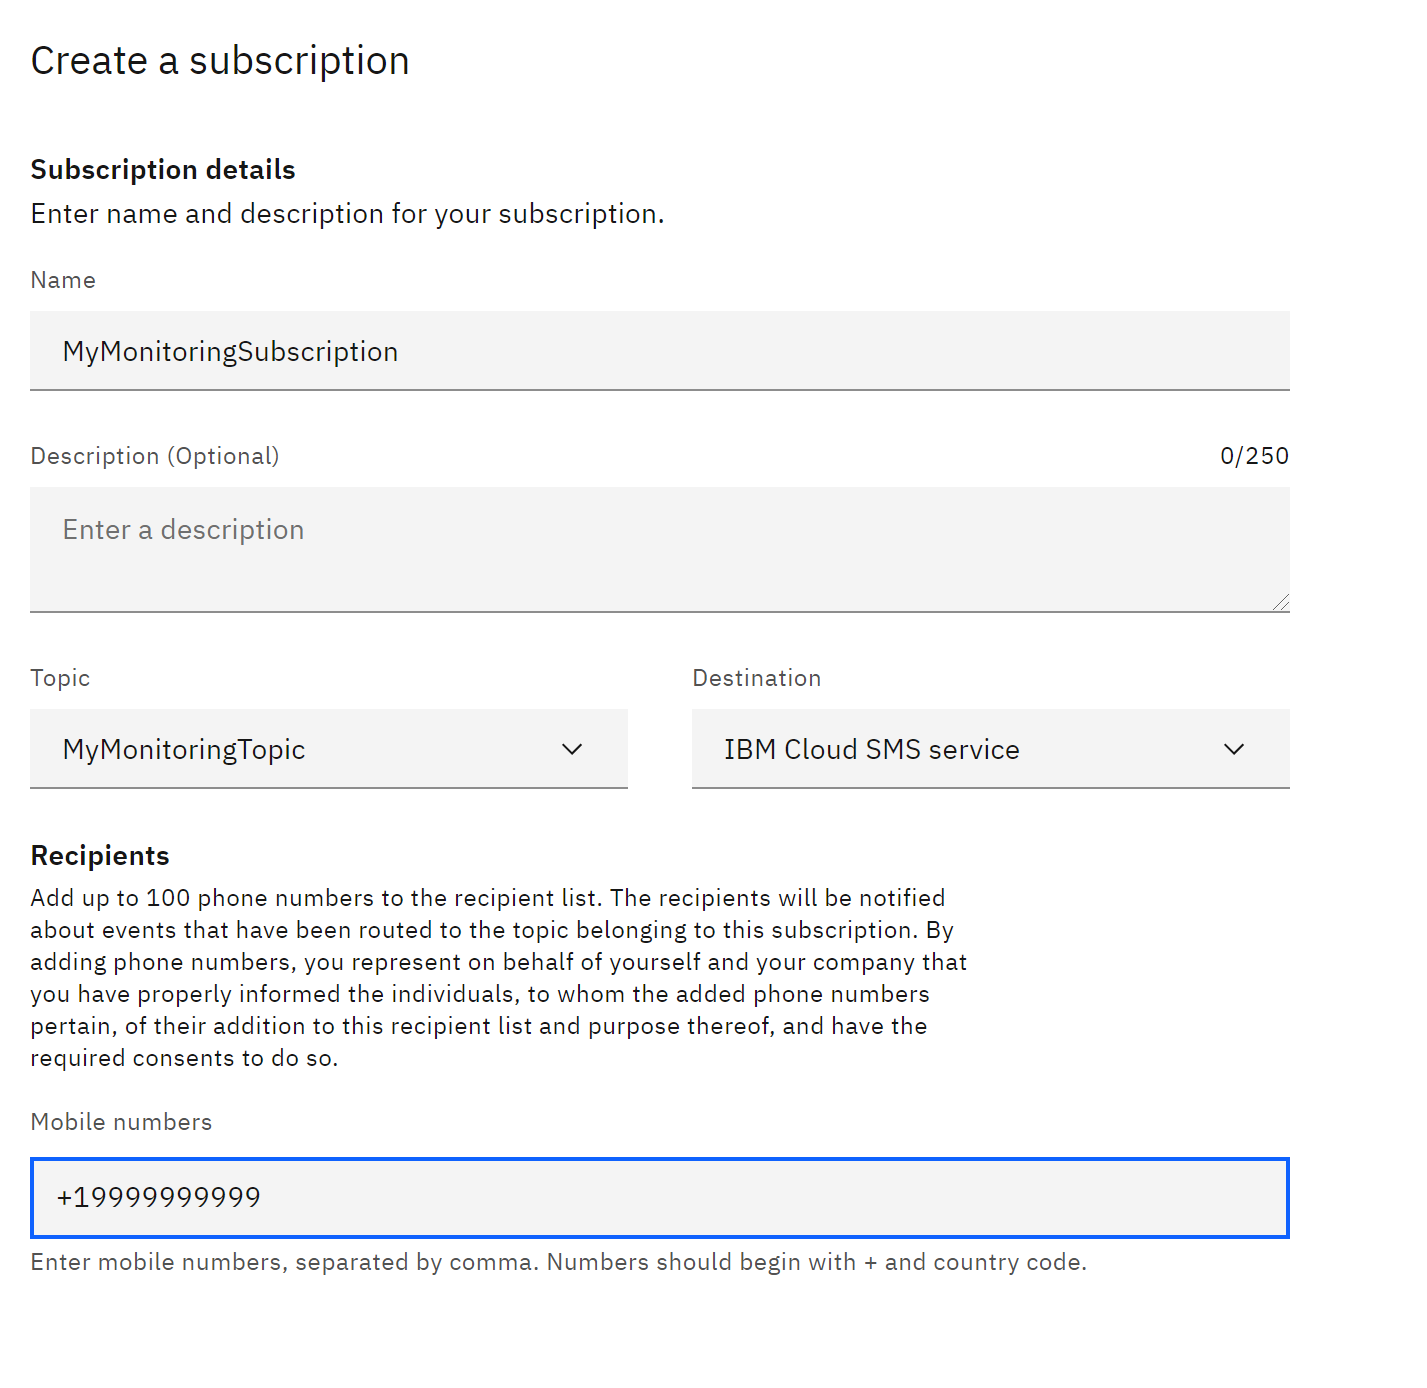 Create a subscription
Subscription details
Enter name and description for your subscription.
Name
MyMonitoringSubscription
Description (Optional)
0/250
Enter a description
Topic
Destination
MyMonitoringTopic
IBM Cloud SMS service
Recipients
Add up to 100 phone numbers to the recipient list. The recipients will be notified
about events that have been routed to the topic belonging to this subscription. By
adding phone numbers, you represent on behalf of yourself and your company that
you have properly informed the individuals, to whom the added phone numbers
pertain, of their addition to this recipient list and purpose thereof, and have the
required consents to do so.
Mobile numbers
+19999999999
Enter mobile numbers, separated by comma. Numbers should begin with + and country code.